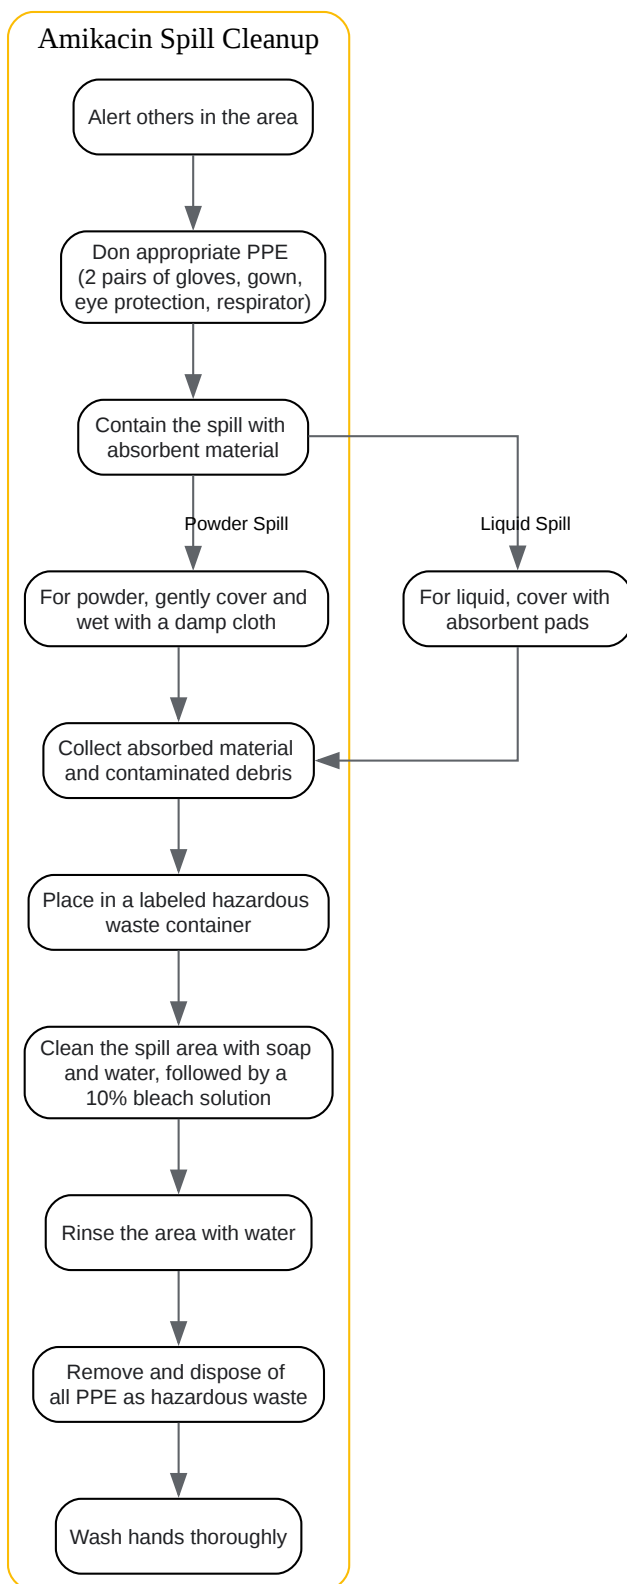 Amikacin Spill Cleanup
Alert others in the area
Don appropriate PPE
(2 pairs of gloves, gown,
eye protection, respirator)
Contain the spill with
absorbent material
Powder Spill
Liquid Spill
For powder, gently cover and
wet with a damp cloth
For liquid, cover with
absorbent pads
Collect absorbed material
and contaminated debris
Place in a labeled hazardous
waste container
Clean the spill area with soap
and water, followed by a
10% bleach solution
Rinse the area with water
Remove and dispose of
all PPE as hazardous waste
Wash hands thoroughly